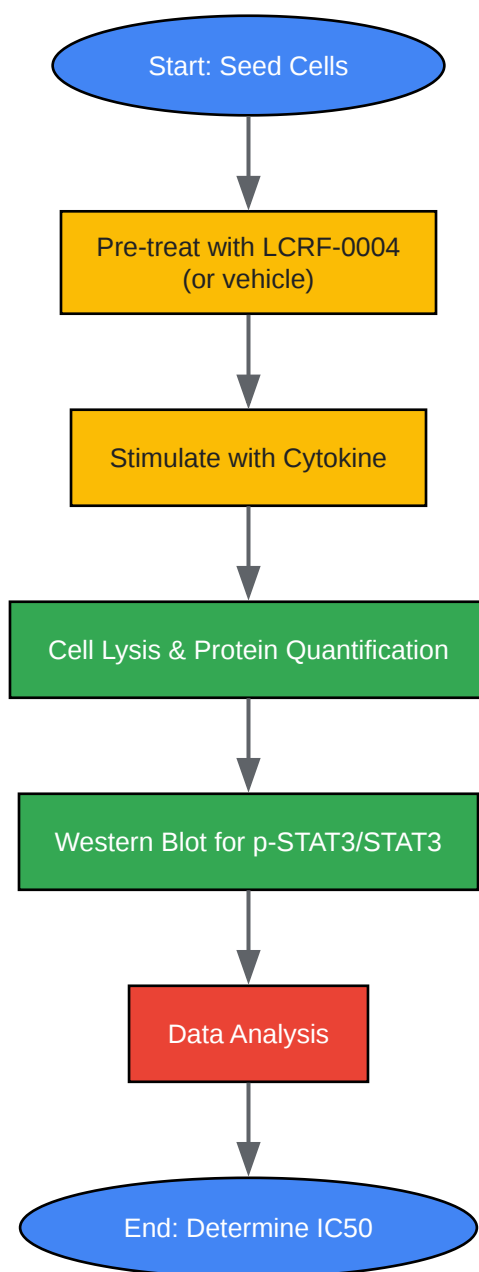 Start: Seed Cells
Pre-treat with LCRF-0004
(or vehicle)
Stimulate with Cytokine
Cell Lysis & Protein Quantification
Western Blot for p-STAT3/STAT3
Data Analysis
End: Determine IC50